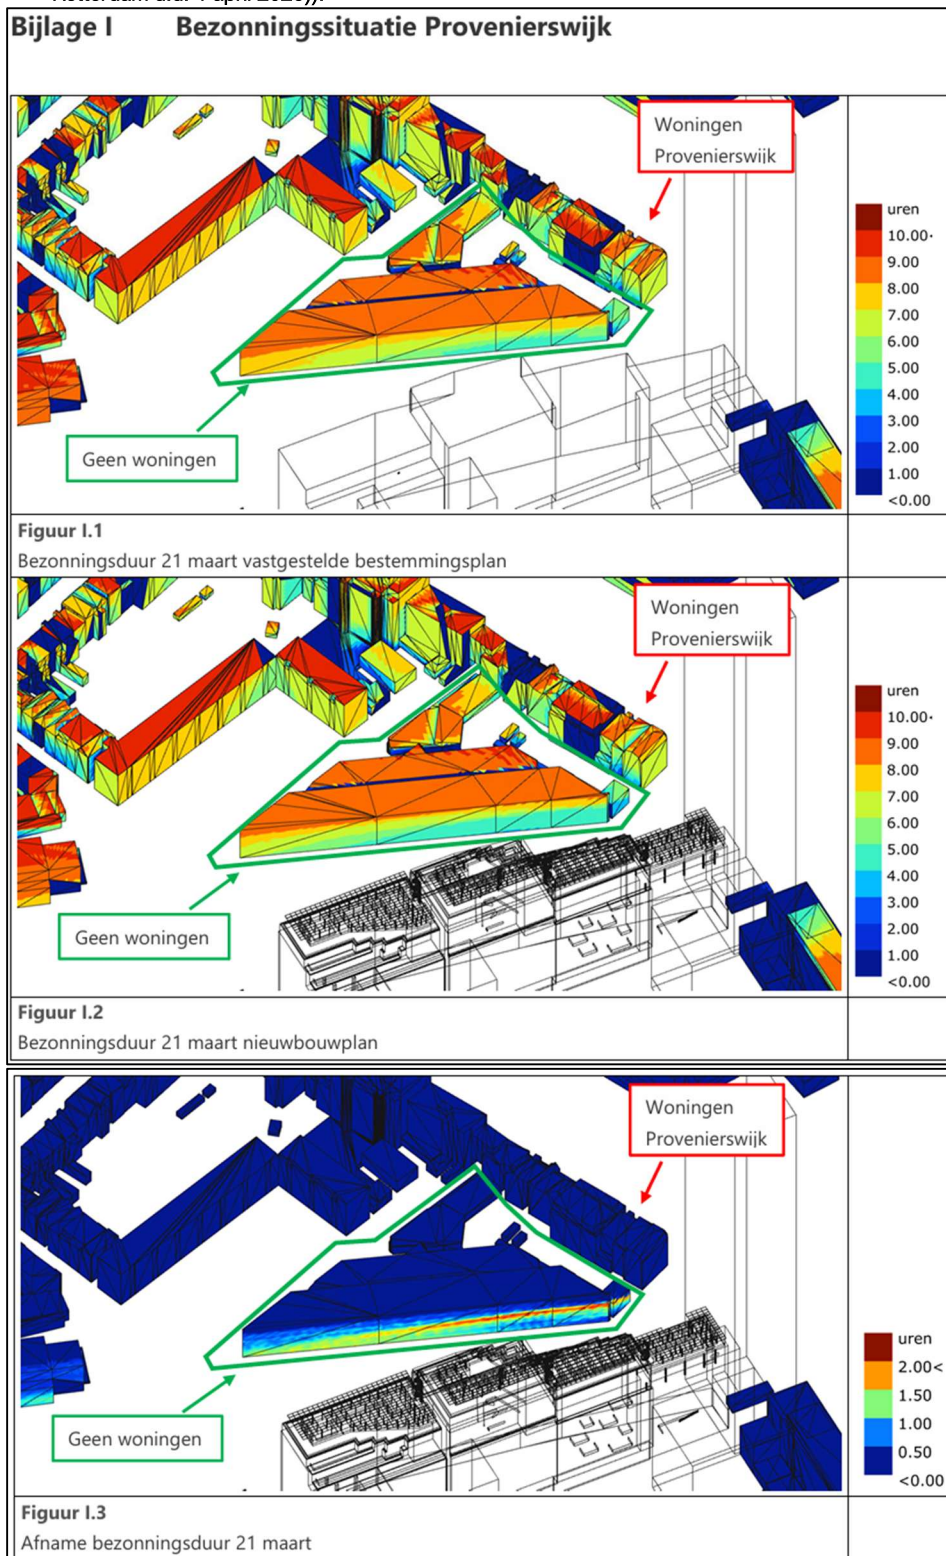 Bijlage I Bezonningssituatie Provenierswijk
Woningen
Provenierswijk
uren
10.00
9.00
8.00
7.00
6.00
5.00
4.00
3.00
2.00
1.00
<0.00
Geen woningen
Figuur I.1
Bezonningsduur 21 maart vastgestelde bestemmingsplan
Woningen
Provenierswijk
uren
10.00
9.00
8.00
7.00
6.00
5.00
4.00
3.00
2.00
1.00
<0.00
Geen woningen
Figuur I.2
Bezonningsduur 21 maart nieuwbouwplan
Woningen
Provenierswijk
uren
2.00<
1.50
1.00
0.50
<0.00
Geen woningen
Figuur I.3
Afname bezonningsduur 21 maart